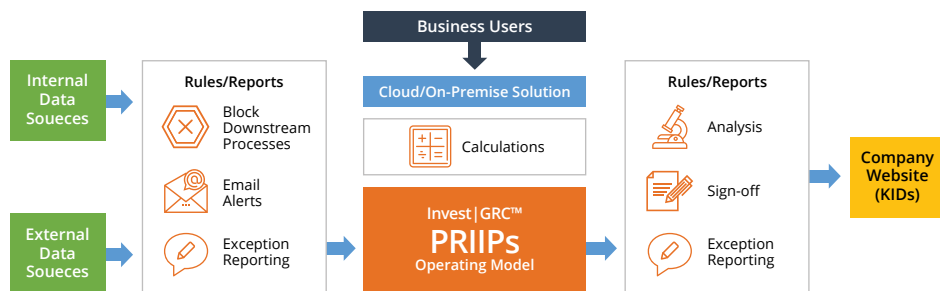 Business Users
Internal
Data
Soueces
External
Data
Soueces
Rules/Reports
Block
Downstream
Processes
Email
Alerts
Exception
Reporting
Cloud/On-Premise Solution
Calculations
Invest|GRC™
PRIIPs
Operating Model
Rules/Reports
Analysis
Sign-off
Exception
Reporting
Company
Website
(KIDs)